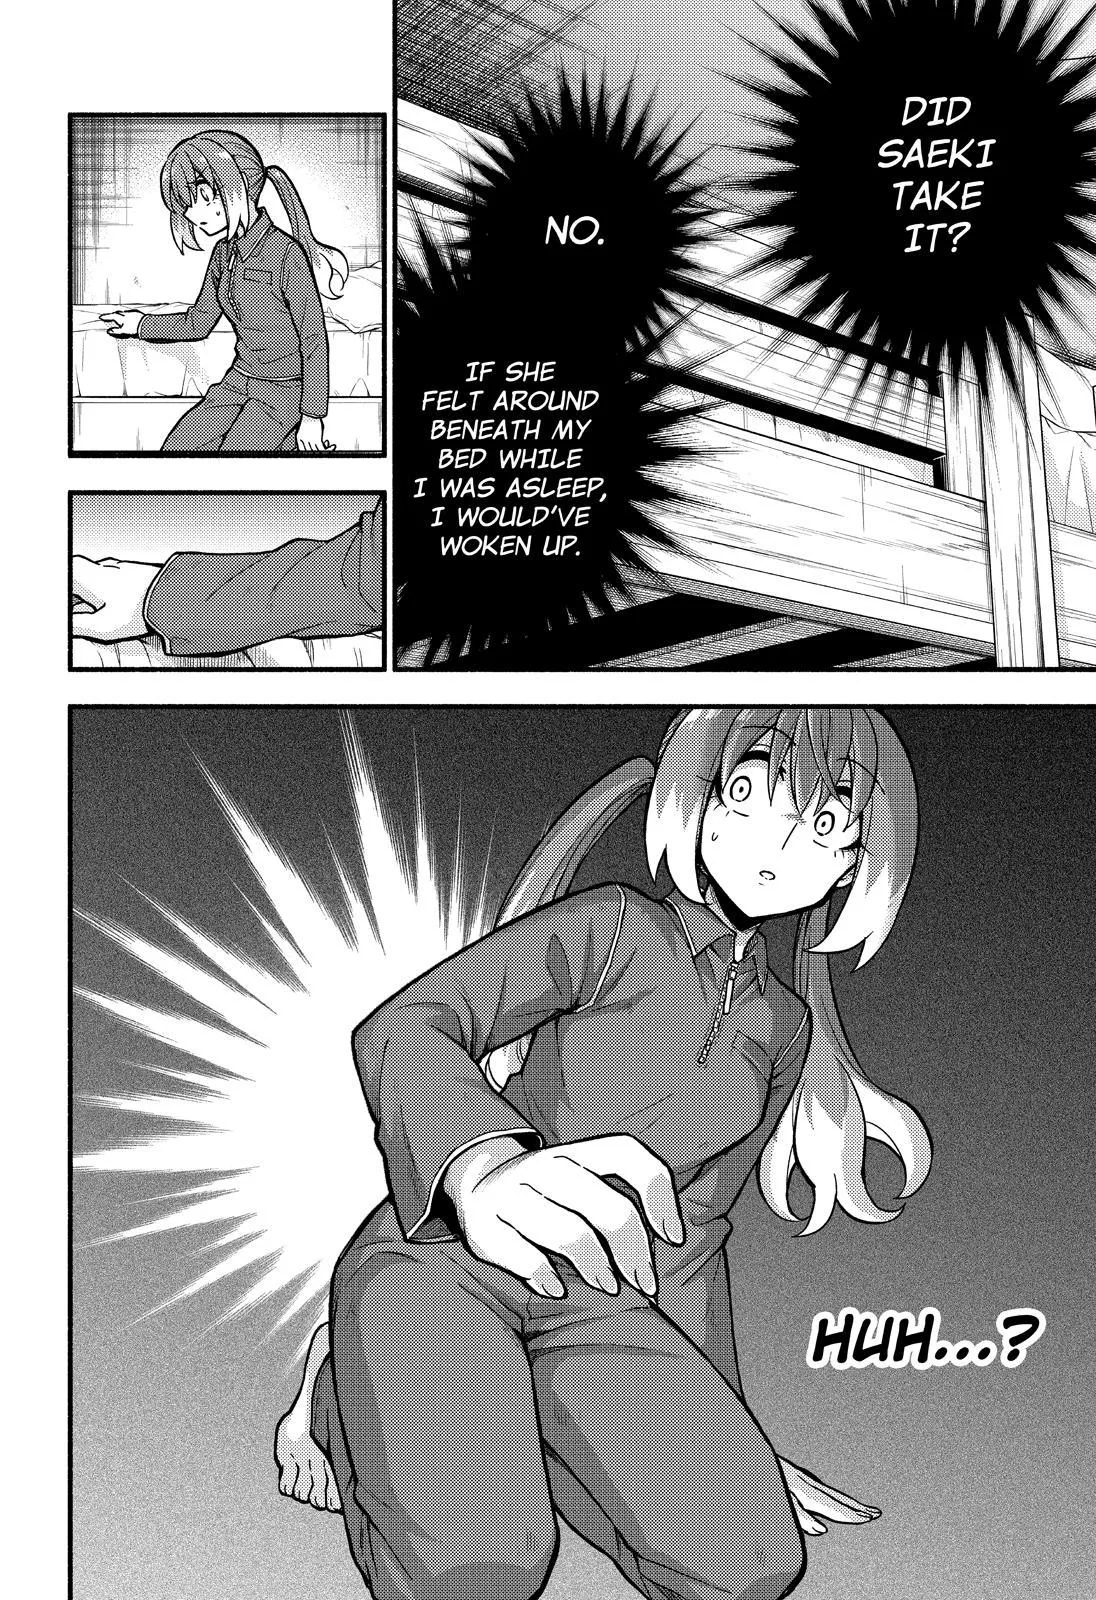 DID
SAEKI
TAKE
IT?
NO.
IF SHE
FELT AROUND
BENEATH MY
BED WHILE
I WAS ASLEEP,
I WOULD'VE
WOKEN UP.
HUH...?